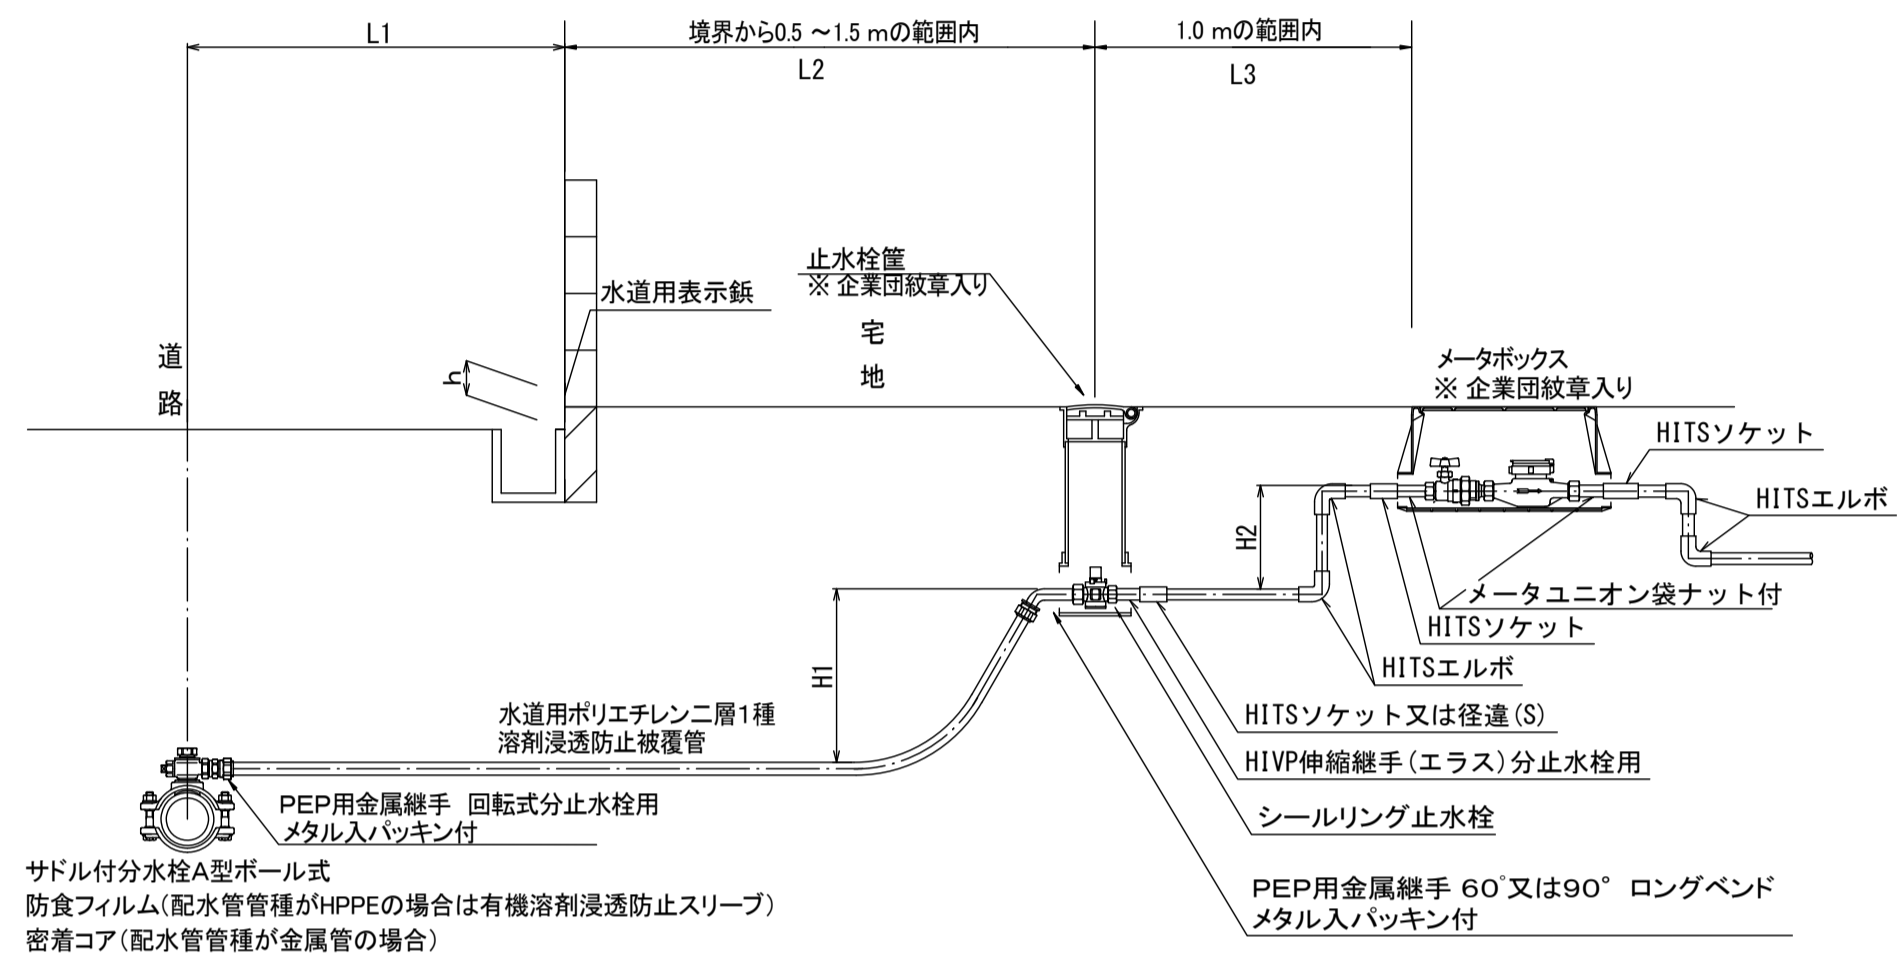 L1
境界から0.5 ～1.5 mの範囲内
L2
1.0 mの範囲内
L3
水道用表示鋲
止水栓筐
※ 企業団紋章入り
宅地
道路
h
メータボックス
※ 企業団紋章入り
HITSソケット
HITSエルボ
H2
メータユニオン袋ナット付
HITSソケット
HITSエルボ
H1
HITSソケット又は径違(S)
HIVP伸縮継手(エラス)分止水栓用
シールリング止水栓
PEP用金属継手 60°又は90° ロングベンド
メタル入パッキン付
水道用ポリエチレン二層1種
溶剤浸透防止被覆管
PEP用金属継手 回転式分止水栓用
メタル入パッキン付
サドル付分水栓A型ボール式
防食フィルム(配水管管種がHPPEの場合は有機溶剤浸透防止スリーブ)
密着コア(配水管管種が金属管の場合)